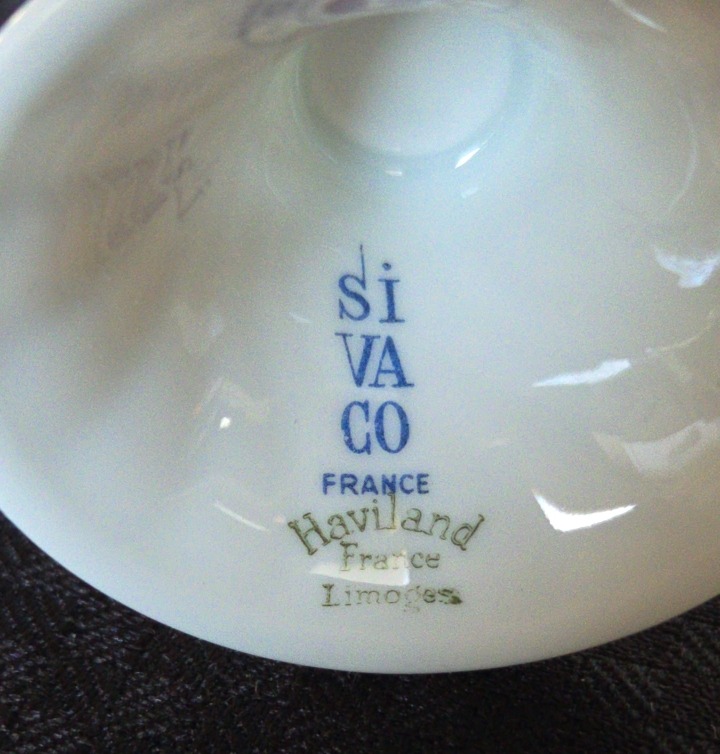 Si
VA
CO
FRANCE
Haviland
France
Limoges